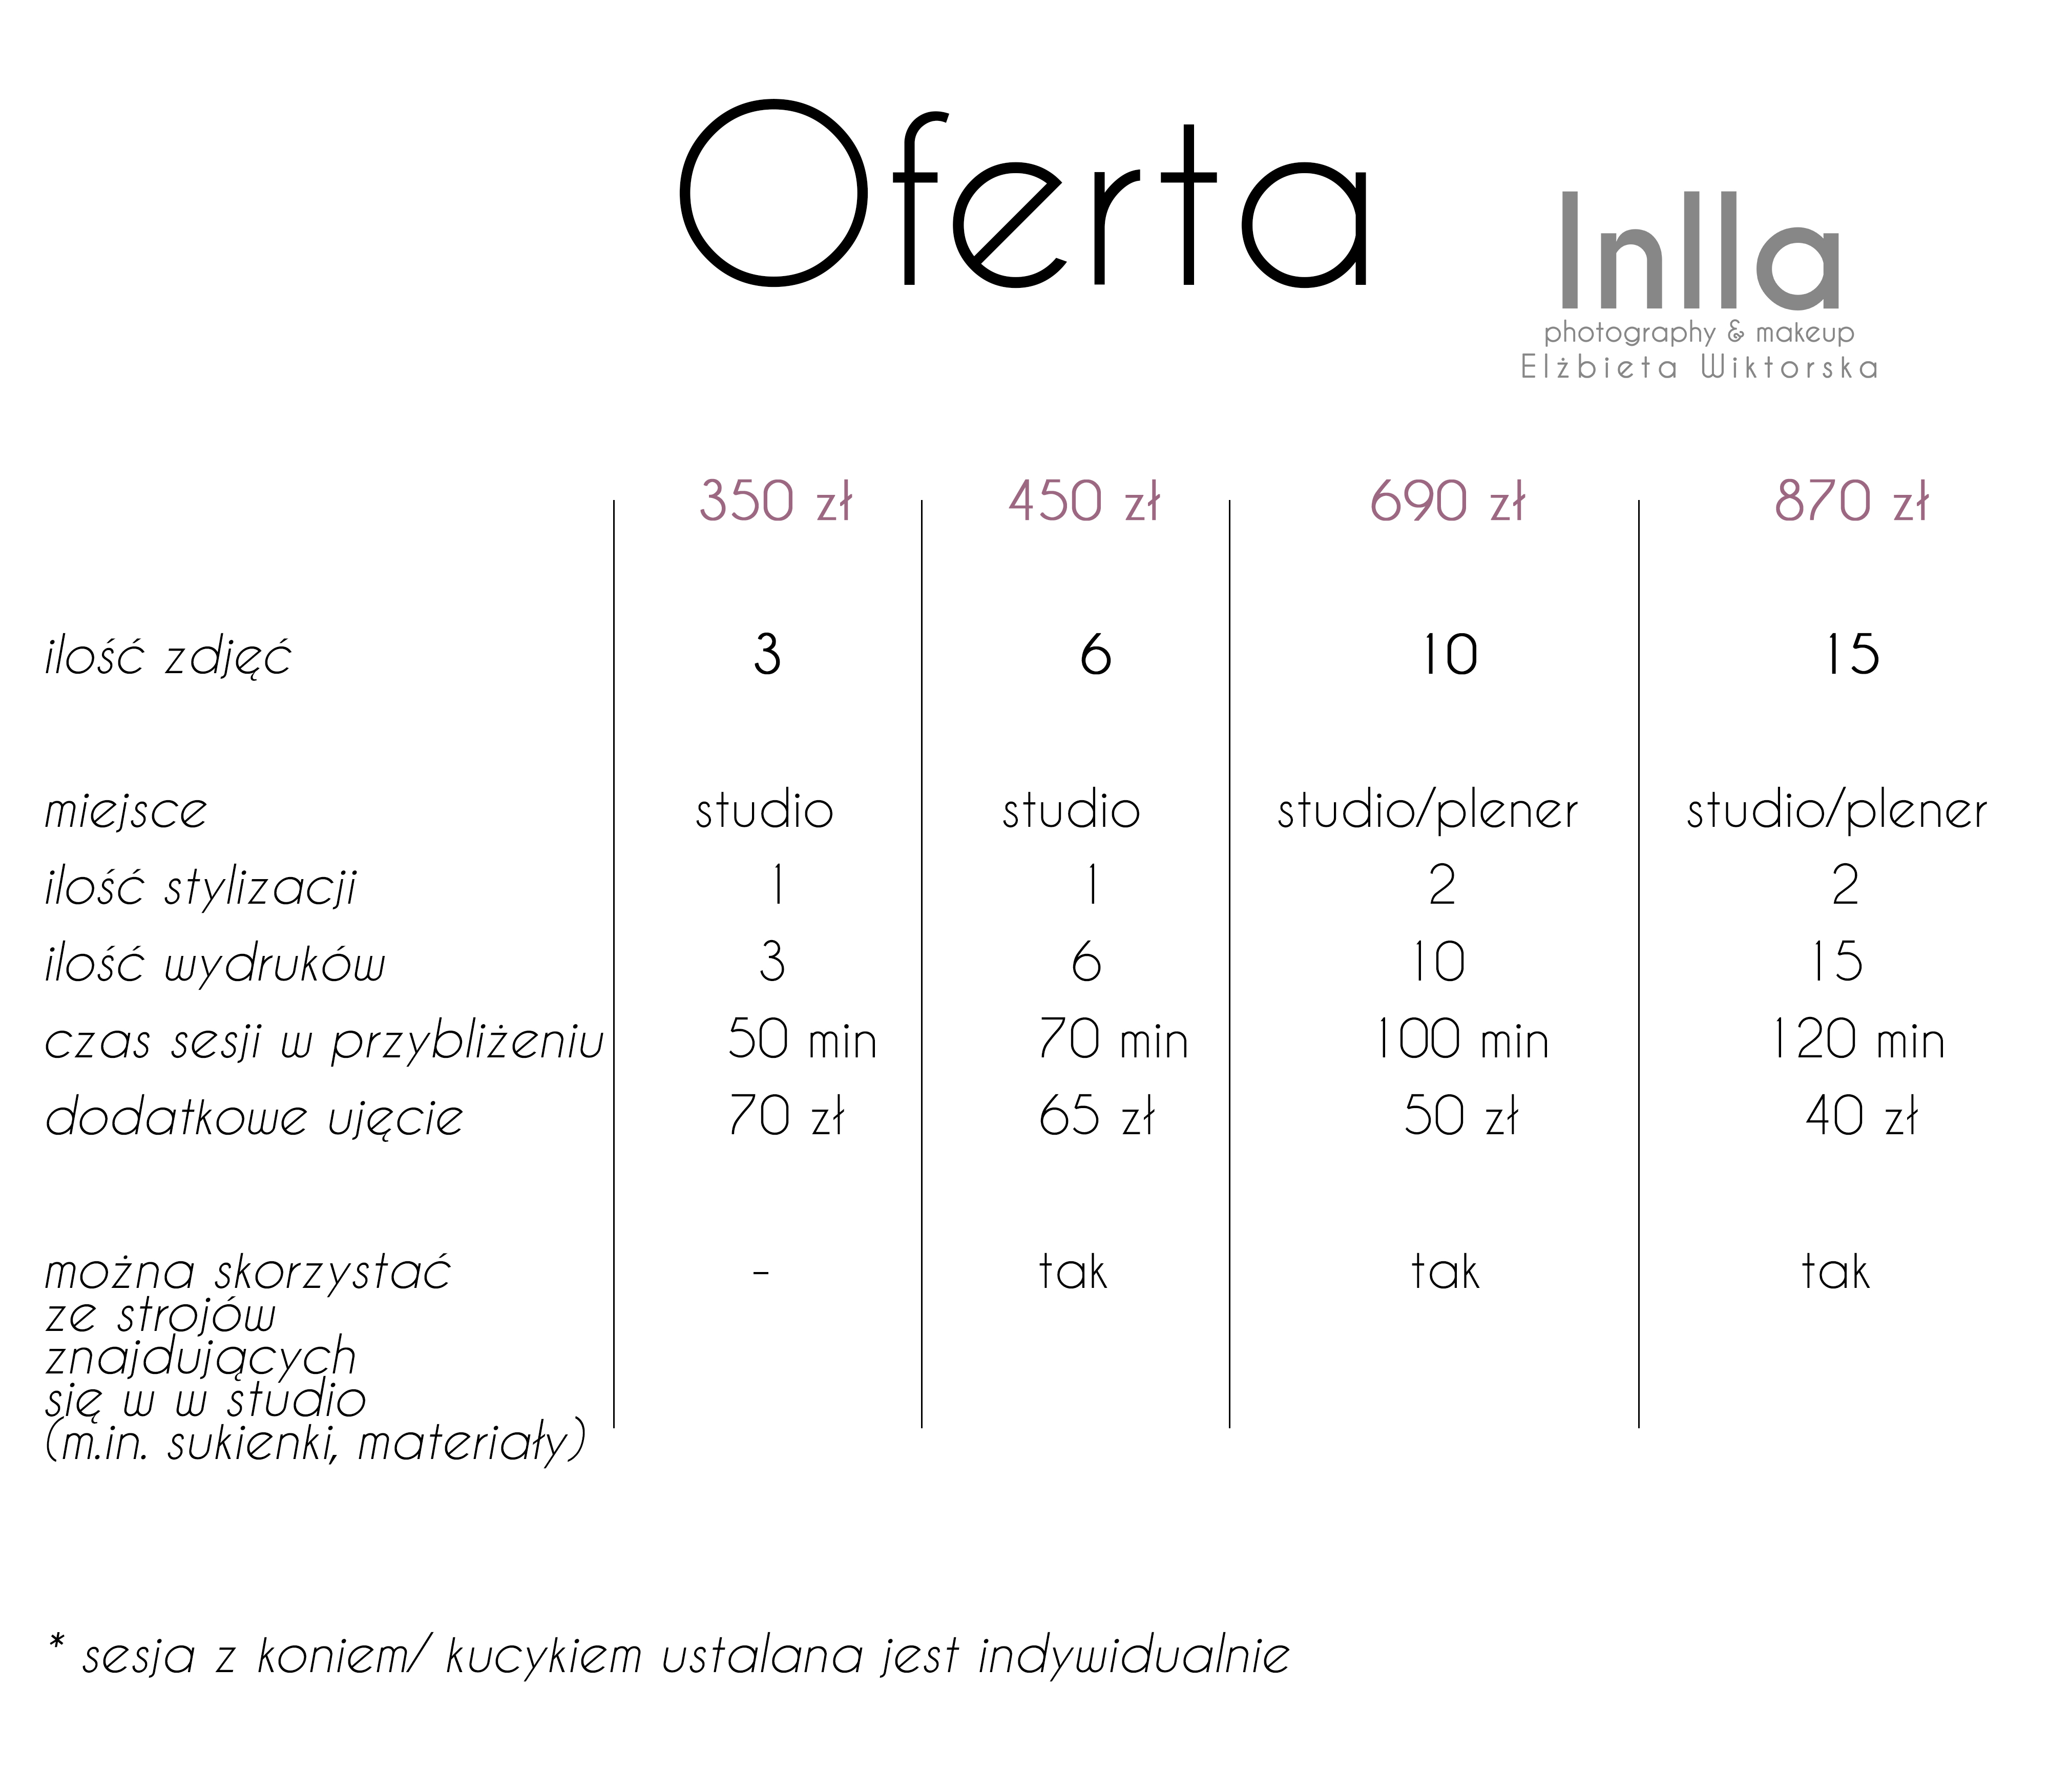 Oferta
Inlla
photography & makeup
Elżbieta Wiktorska
350 zł 450 zł 690 zł 870 zł
ilość zdjęć 3 6 10 15
miejsce studio studio studio/plener studio/plener
ilość stylizacji 1 1 2 2
ilość wydruków 3 6 10 15
czas sesji w przybliżeniu 50 min 70 min 100 min 120 min
dodatkowe ujęcie 70 zł 65 zł 50 zł 40 zł
można skorzystać - tak tak tak
ze strojów
znajdujących
się w w studio
(m.in. sukienki, materiały)
* sesja z koniem/ kucykiem ustalana jest indywidualnie